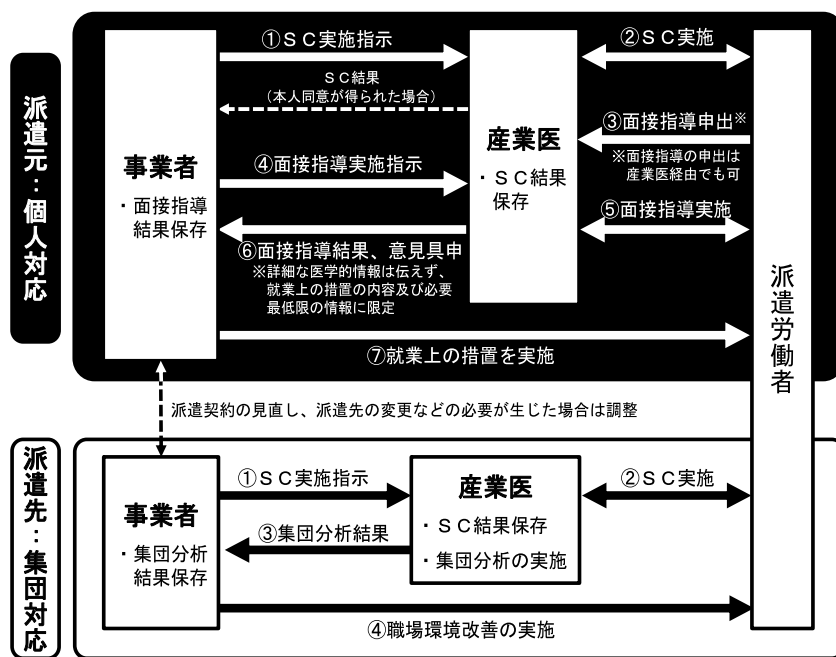 派遣元：個人対応
事業者
・面接指導
結果保存
①ＳＣ実施指示
ＳＣ結果
（本人同意が得られた場合）
④面接指導実施指示
⑥面接指導結果、意見具申
※詳細な医学的情報は伝えず、
就業上の措置の内容及び必要
最低限の情報に限定
産業医
・ＳＣ結果
保存
②ＳＣ実施
③面接指導申出※
※面接指導の申出は
産業医経由でも可
⑤面接指導実施
⑦就業上の措置を実施
派遣労働者
派遣契約の見直し、派遣先の変更などの必要が生じた場合は調整
派遣先：集団対応
事業者
・集団分析
結果保存
①ＳＣ実施指示
③集団分析結果
産業医
・ＳＣ結果保存
・集団分析の実施
②ＳＣ実施
④職場環境改善の実施